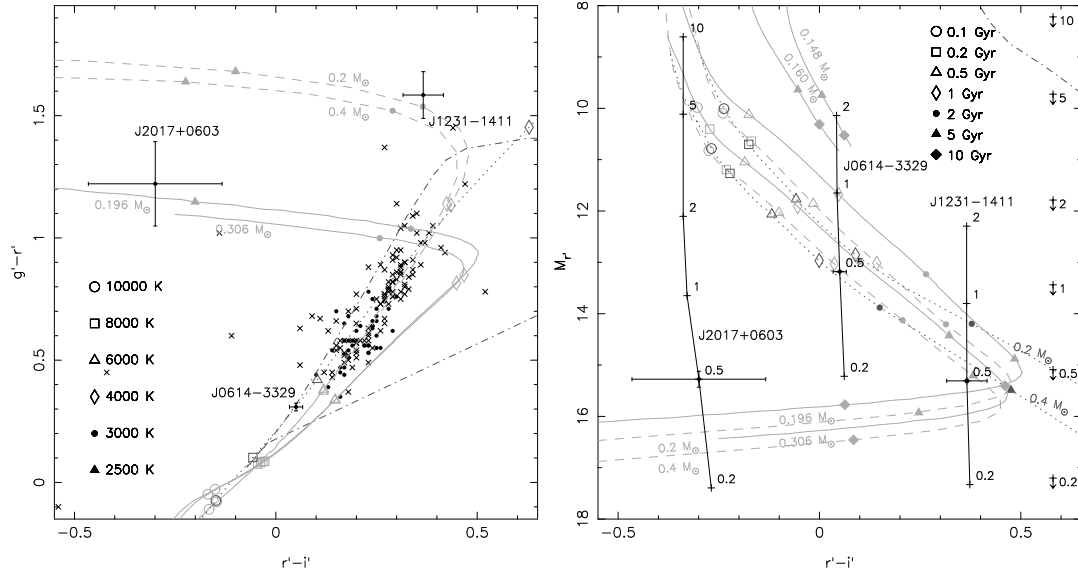 −0.5
0
0.5
0
0.5
1
1.5
r'−i'
g'−r'
0.2 M☉
0.4 M☉
J1231−1411
J2017+0603
0.196 M☉
0.306 M☉
10000 K
8000 K
6000 K
4000 K
3000 K
2500 K
J0614−3329
−0.5
0
0.5
8
10
12
14
16
18
r'−i'
M_r'
0.148 M☉
0.160 M☉
0.1 Gyr
0.2 Gyr
0.5 Gyr
1 Gyr
2 Gyr
5 Gyr
10 Gyr
10
5
2
1
0.5
0.2
J2017+0603
2
1
0.5
0.2
J0614−3329
J1231−1411
2
1
0.5
0.2
10
5
2
1
0.5
0.2
0.2 M☉
0.4 M☉
0.196 M☉
0.306 M☉
0.2 M☉
0.4 M☉